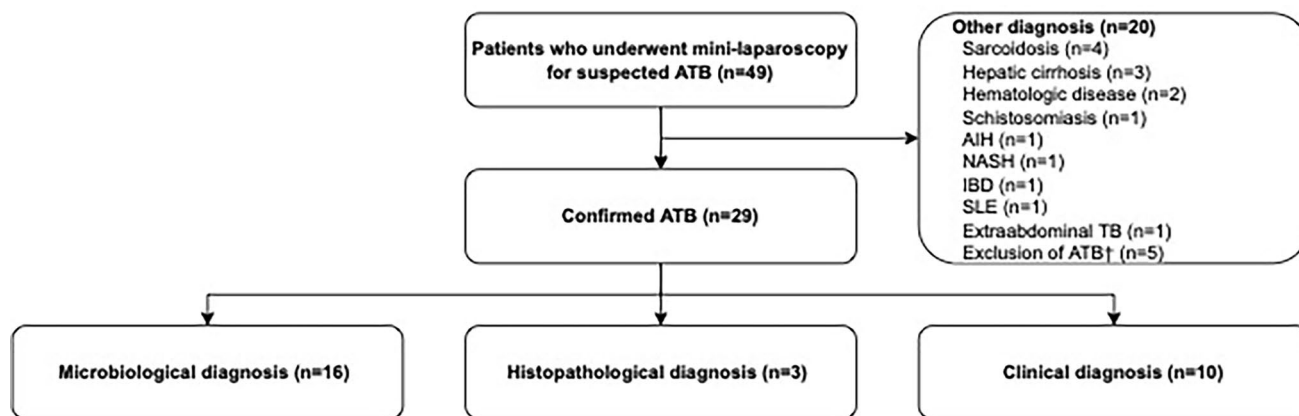 Patients who underwent mini-laparoscopy
for suspected ATB (n=49)
Other diagnosis (n=20)
Sarcoidosis (n=4)
Hepatic cirrhosis (n=3)
Hematologic disease (n=2)
Schistosomiasis (n=1)
AIH (n=1)
NASH (n=1)
IBD (n=1)
SLE (n=1)
Extraabdominal TB (n=1)
Exclusion of ATB† (n=5)
Confirmed ATB (n=29)
Microbiological diagnosis (n=16)
Histopathological diagnosis (n=3)
Clinical diagnosis (n=10)